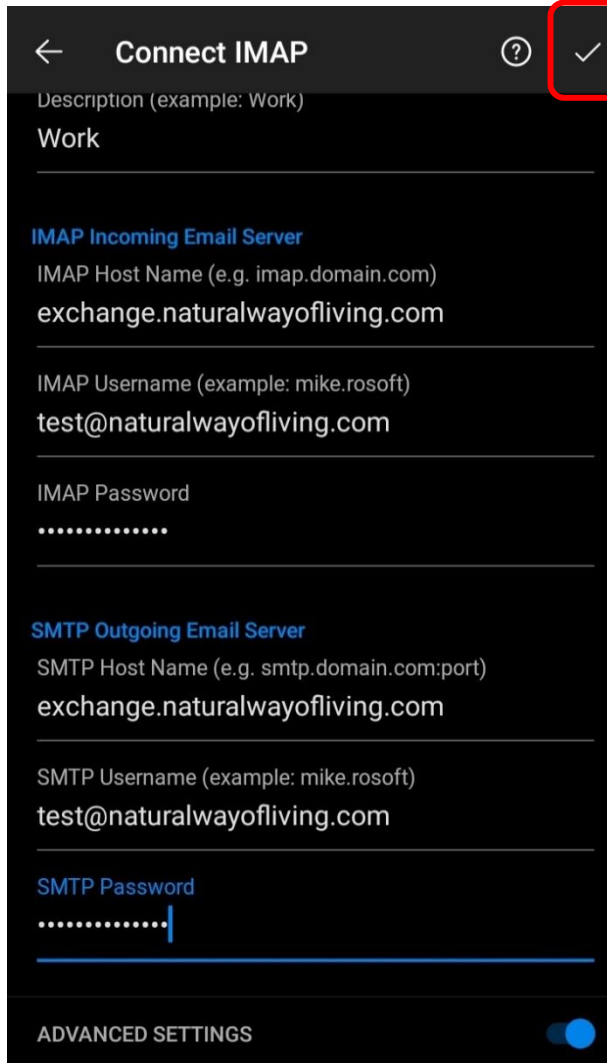 Connect IMAP
Description (example: Work)
Work
IMAP Incoming Email Server
IMAP Host Name (e.g. imap.domain.com)
exchange.naturalwayofliving.com
IMAP Username (example: mike.rosoft)
test@naturalwayofliving.com
IMAP Password
••••••••••••••
SMTP Outgoing Email Server
SMTP Host Name (e.g. smtp.domain.com:port)
exchange.naturalwayofliving.com
SMTP Username (example: mike.rosoft)
test@naturalwayofliving.com
SMTP Password
••••••••••••••
ADVANCED SETTINGS